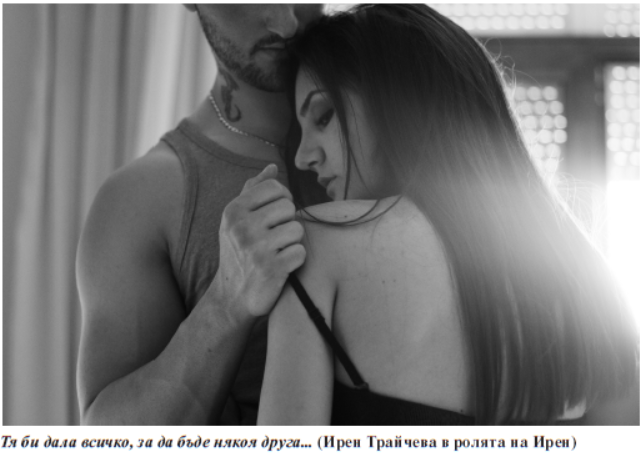 Тя би дала всичко, за да бъде някоя друга... (Ирен Трайчева в ролята на Ирен)